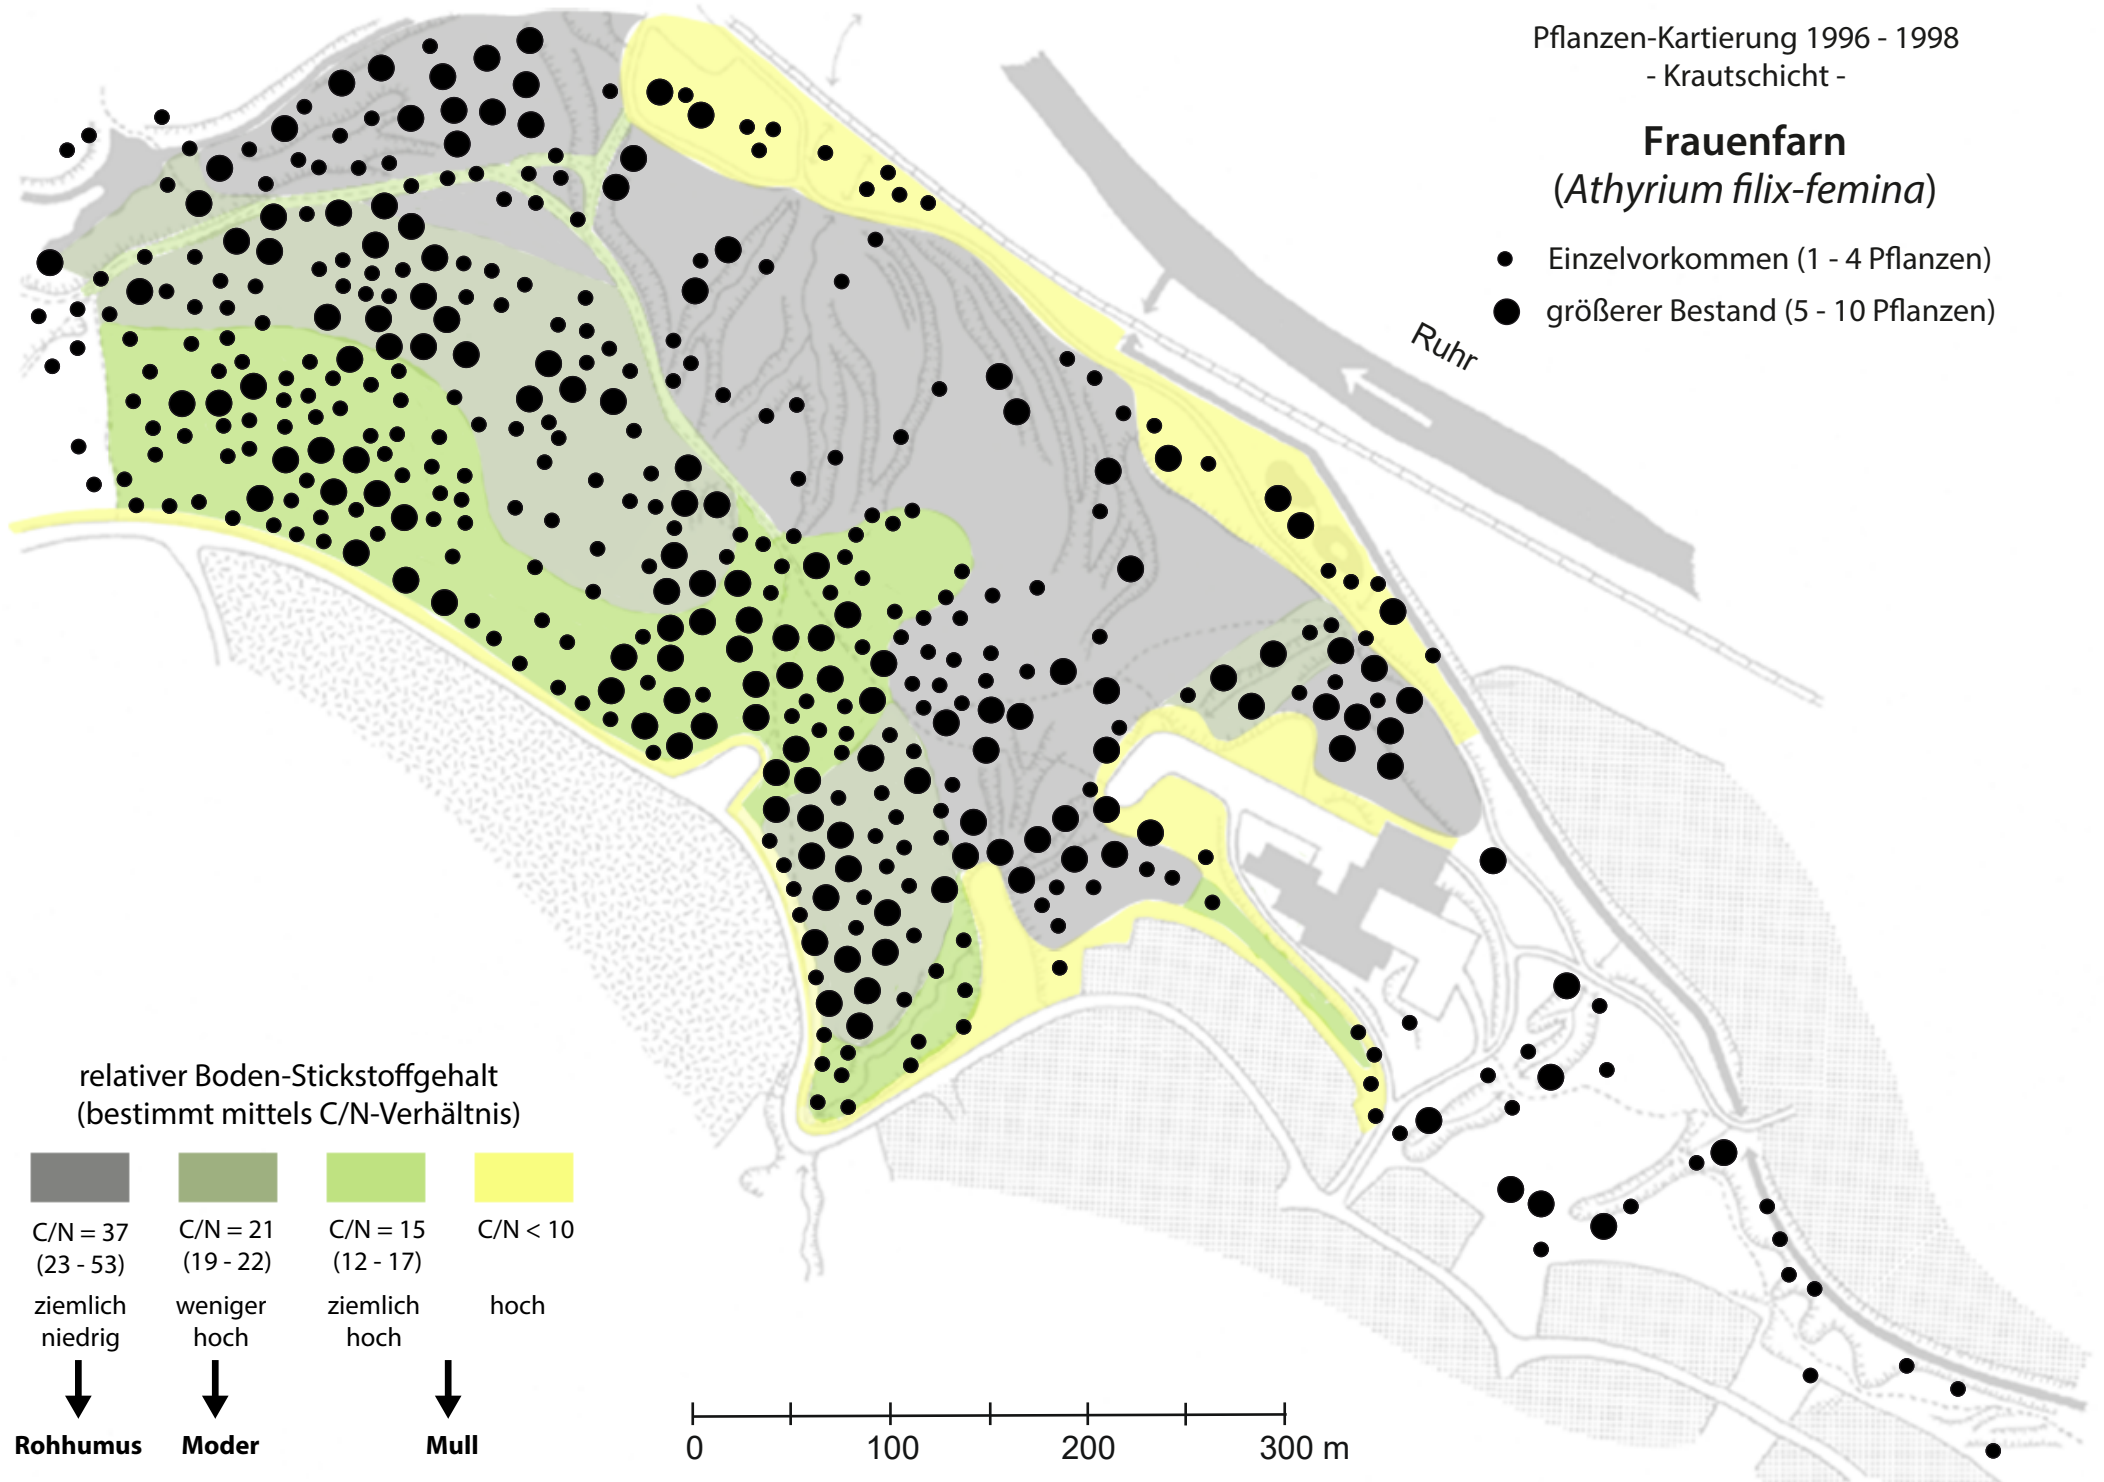 Pflanzen-Kartierung 1996 - 1998
- Krautschicht -
Frauenfarn
(Athyrium filix-femina)
Einzelvorkommen (1 - 4 Pflanzen)
größerer Bestand (5 - 10 Pflanzen)
Ruhr
relativer Boden-Stickstoffgehalt
(bestimmt mittels C/N-Verhältnis)
C/N = 37 C/N = 21 C/N = 15 C/N < 10
(23 - 53) (19 - 22) (12 - 17)
ziemlich weniger ziemlich hoch
niedrig hoch hoch
Rohhumus Moder Mull
0 100 200 300 m